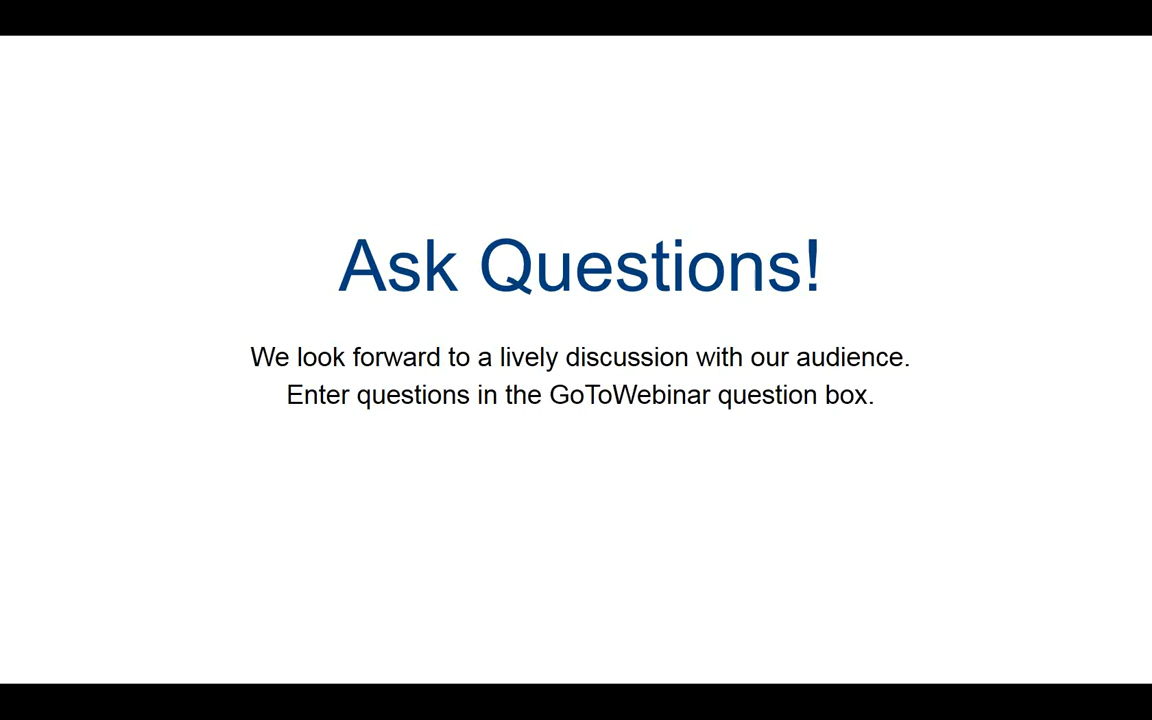 Ask Questions!
We look forward to a lively discussion with our audience.
Enter questions in the GoToWebinar question box.